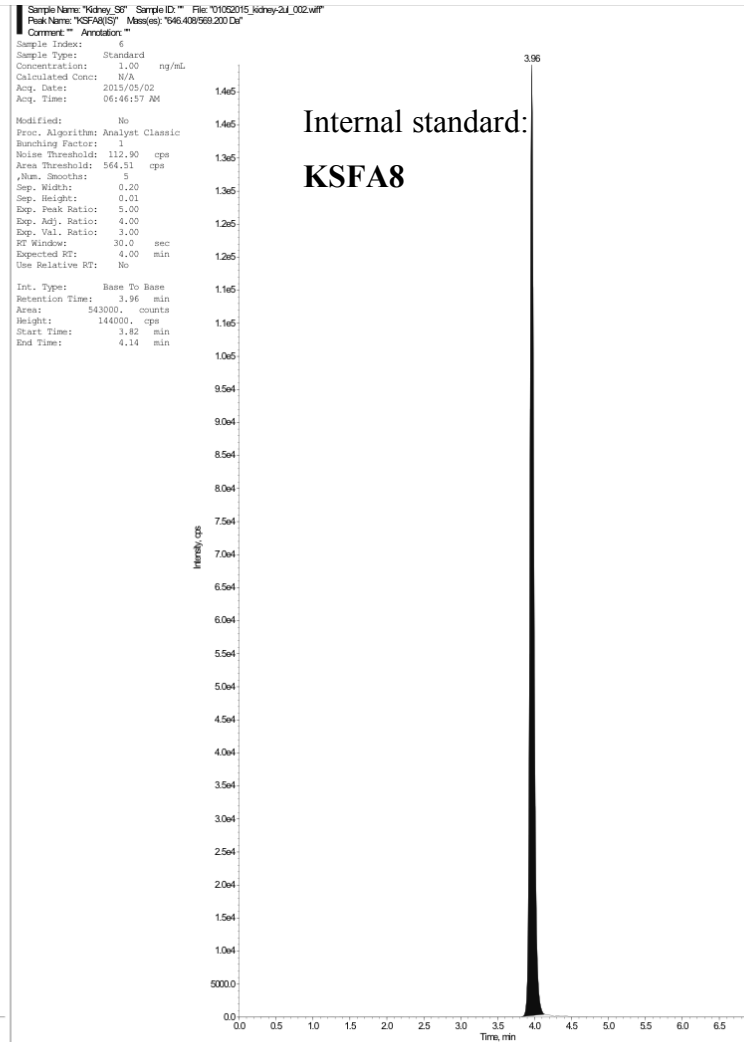 Sample Name: "Kidney_S6" Sample ID: "" File: "01052015_kidney-2ul_002.wiff"
Peak Name: "KSFA8(IS)" Mass(es): "646.408/569.200 Da"
Comment: "" Annotation: ""
Sample Index: 6
Sample Type: Standard
Concentration: 1.00 ng/mL
Calculated Conc: N/A
Acq. Date: 2015/05/02
Acq. Time: 06:46:57 AM
Modified: No
Proc. Algorithm: Analyst Classic
Bunching Factor: 1
Noise Threshold: 112.90 cps
Area Threshold: 564.51 cps
,Num. Smooths: 5
Sep. Width: 0.20
Sep. Height: 0.01
Exp. Peak Ratio: 5.00
Exp. Adj. Ratio: 4.00
Exp. Val. Ratio: 3.00
RT Window: 30.0 sec
Expected RT: 4.00 min
Use Relative RT: No
Int. Type: Base To Base
Retention Time: 3.96 min
Area: 543000. counts
Height: 144000. cps
Start Time: 3.82 min
End Time: 4.14 min
3.96
Internal standard:
KSFA8
1.4e5
1.4e5
1.3e5
1.3e5
1.2e5
1.2e5
1.1e5
1.1e5
1.0e5
9.5e4
9.0e4
8.5e4
8.0e4
7.5e4
7.0e4
6.5e4
6.0e4
5.5e4
5.0e4
4.5e4
4.0e4
3.5e4
3.0e4
2.5e4
2.0e4
1.5e4
1.0e4
5000.0
0.0
Intensity, cps
0.0 0.5 1.0 1.5 2.0 2.5 3.0 3.5 4.0 4.5 5.0 5.5 6.0 6.5
Time, min